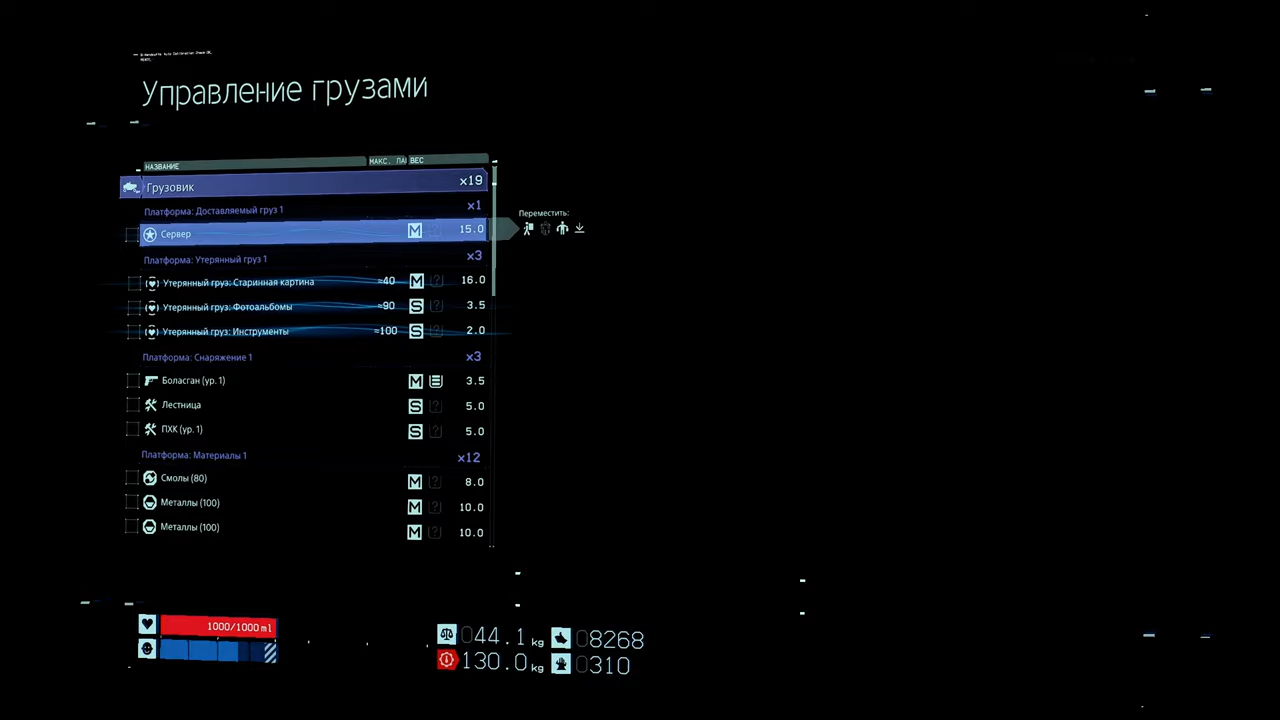 Управление грузами
НАЗВАНИЕ МАКС. ПА ВЕС
Грузовик x19
Платформа: Доставляемый груз 1 x1
Сервер M 15.0
Переместить:
Платформа: Утерянный груз 1 x3
Утерянный груз: Старинная картина ≈40 M 16.0
Утерянный груз: Фотоальбомы ≈90 S 3.5
Утерянный груз: Инструменты ≈100 S 2.0
Платформа: Снаряжение 1 x3
Боласган (ур. 1) M 3.5
Лестница S 5.0
ПХК (ур. 1) S 5.0
Платформа: Материалы 1 x12
Смолы (80) M 8.0
Металлы (100) M 10.0
Металлы (100) M 10.0
1000/1000 ml
044.1 kg 08268
130.0 kg 0310